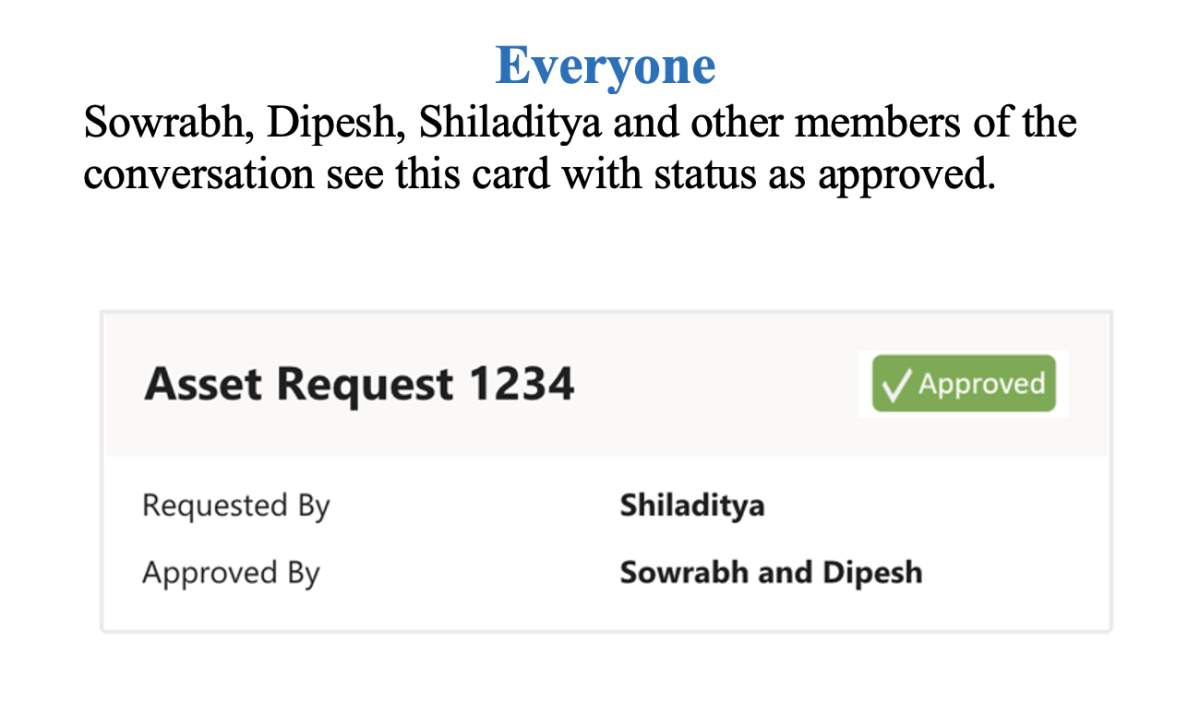 Everyone
Sowrabh, Dipesh, Shiladitya and other members of the
conversation see this card with status as approved.
Asset Request 1234
Approved
Requested By
Shiladitya
Approved By
Sowrabh and Dipesh